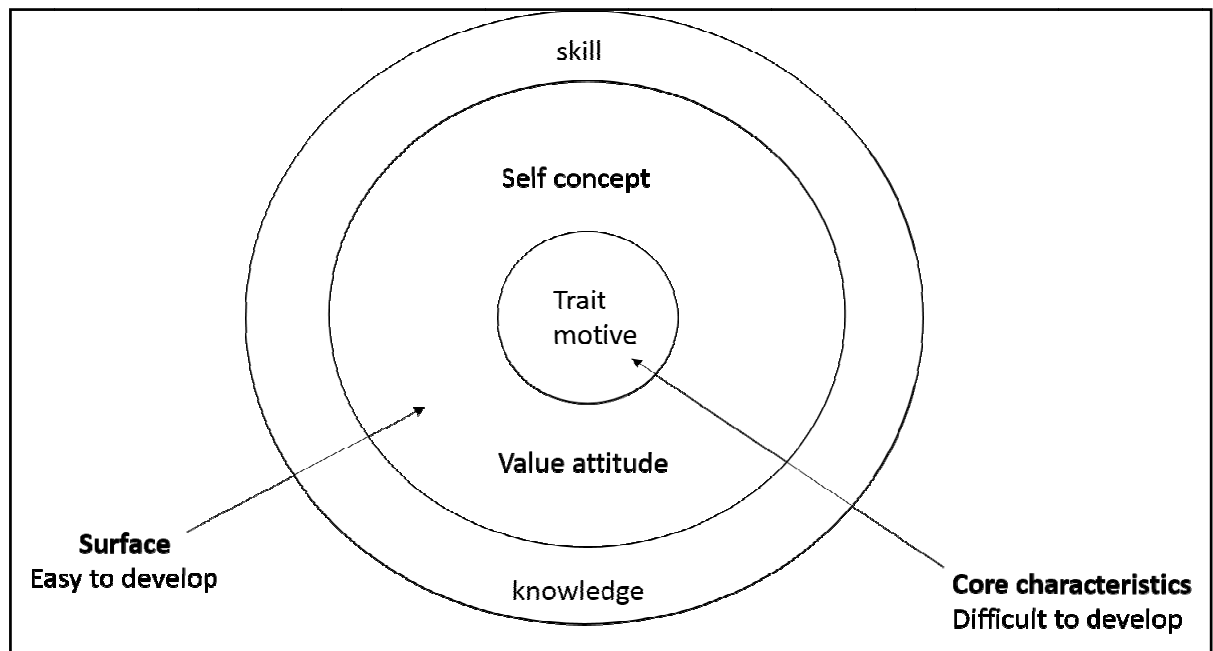 skill
Self concept
Trait
motive
Value attitude
Surface
Easy to develop
knowledge
Core characteristics
Difficult to develop